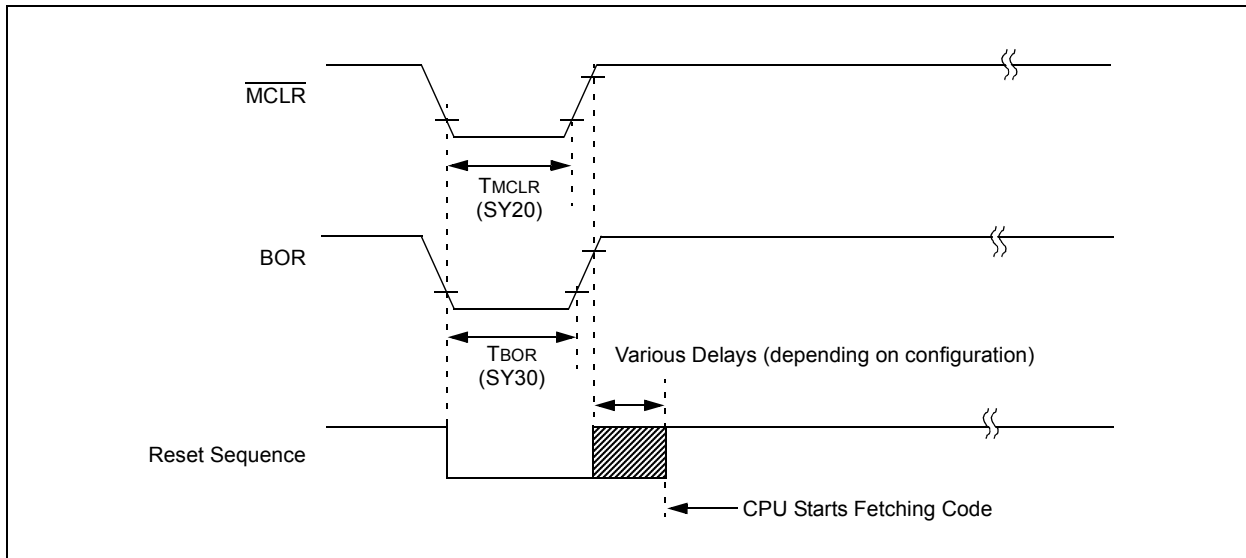 MCLR
TMCLR
(SY20)
BOR
TBOR
(SY30)
Various Delays (depending on configuration)
Reset Sequence
CPU Starts Fetching Code